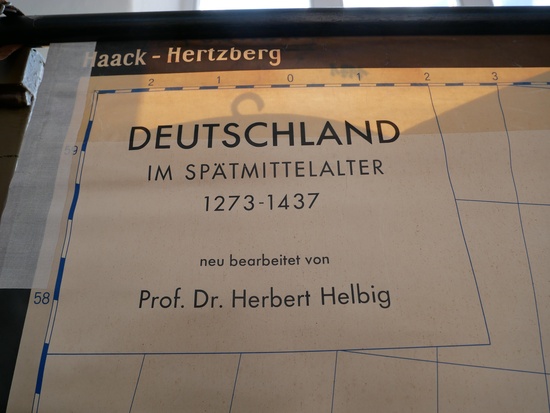 Haack - Hertzberg
2 1 0 1 2 3
DEUTSCHLAND
IM SPÄTMITTELALTER
59
1273-1437
neu bearbeitet von
Prof. Dr. Herbert Helbig
58